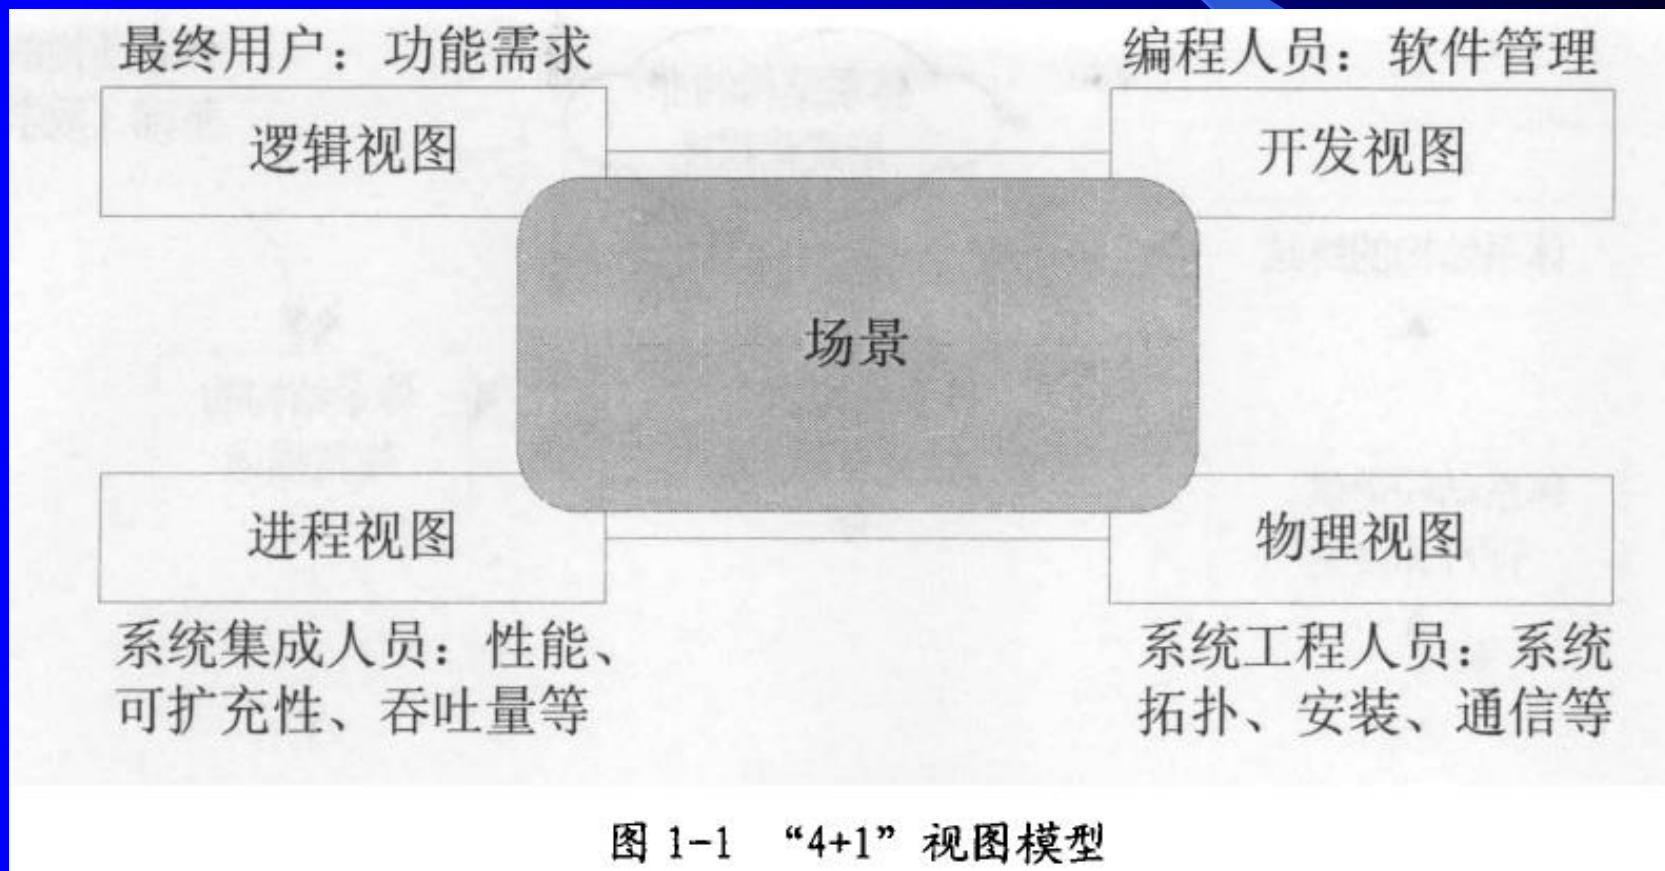 最终用户：功能需求
编程人员：软件管理
逻辑视图
开发视图
场景
进程视图
物理视图
系统集成人员：性能、
可扩充性、吞吐量等
系统工程人员：系统
拓扑、安装、通信等
图 1-1 “4+1”视图模型